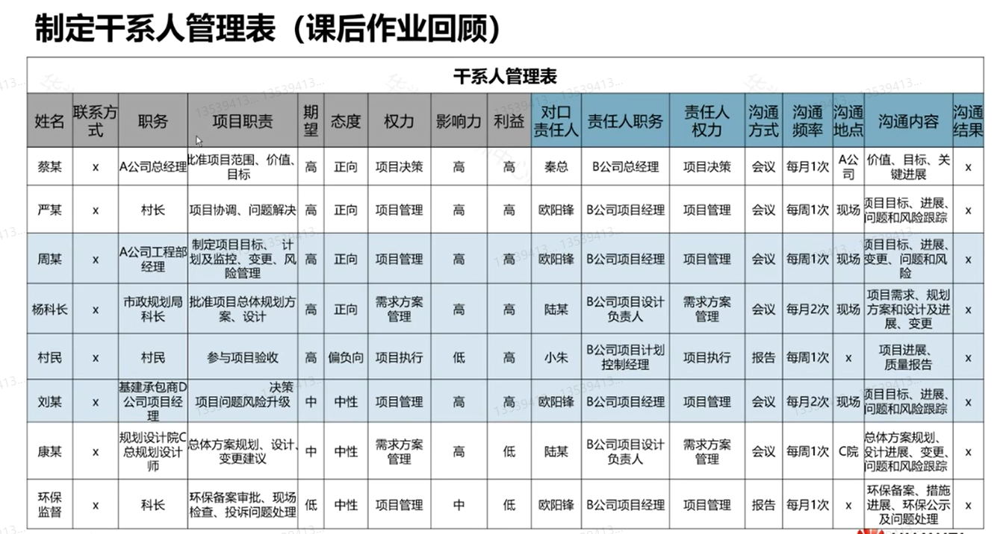 制定干系人管理表（课后作业回顾）
干系人管理表
姓名 联系方式 职务 项目职责 期望 态度 权力 影响力 利益 对口责任人 责任人职务 责任人权力 沟通方式 沟通频率 沟通地点 沟通内容 沟通结果
蔡某 x A公司总经理 批准项目范围、价值、目标 高 正向 项目决策 高 高 秦总 B公司总经理 项目决策 会议 每月1次 A公司 价值、目标、关键进展 x
严某 x 村长 项目协调、问题解决 高 正向 项目管理 高 高 欧阳锋 B公司项目经理 项目管理 会议 每周1次 现场 项目目标、进展、问题和风险跟踪 x
周某 x A公司工程部经理 制定项目目标、 计划及监控、变更、风险管理 高 正向 项目管理 高 高 欧阳锋 B公司项目经理 项目管理 会议 每周1次 现场 项目目标、进展、变更、问题和风险 x
杨科长 x 市政规划局科长 批准项目总体规划方案、设计 高 正向 需求方案管理 高 高 陆某 B公司项目设计负责人 需求方案管理 会议 每月2次 现场 项目需求、规划方案和设计及进展、变更 x
村民 x 村民 参与项目验收 高 偏负向 项目执行 低 高 小朱 B公司项目计划控制经理 项目执行 报告 每周1次 x 项目进展、质量报告 x
刘某 x 基建承包商D公司项目经理 决策项目问题风险升级 中 中性 项目管理 高 高 欧阳锋 B公司项目经理 项目管理 会议 每月2次 现场 项目目标、进展、问题和风险跟踪 x
康某 x 规划设计院C总规划设计师 总体方案规划、设计、变更建议 中 中性 需求方案管理 高 低 陆某 B公司项目设计负责人 需求方案管理 会议 每周1次 C院 总体方案规划、设计进展、变更、问题和风险跟踪 x
环保监督 x 科长 环保备案审批、现场检查、投诉问题处理 低 中性 项目管理 中 低 欧阳锋 B公司项目经理 项目管理 报告 每月1次 x 环保备案、措施进展、环保公示及问题处理 x
13539413...